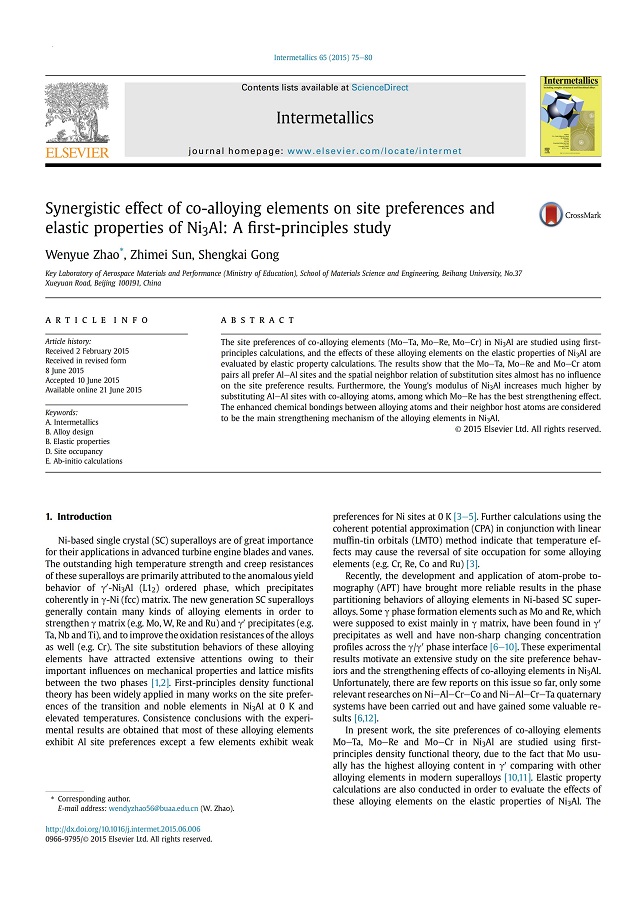 Intermetallics 65 (2015) 75–80
Contents lists available at ScienceDirect
Intermetallics
journal homepage: www.elsevier.com/locate/intermet
ELSEVIER
Intermetallics
Synergistic effect of co-alloying elements on site preferences and
elastic properties of Ni3Al: A first-principles study
CrossMark
Wenyue Zhao*, Zhimei Sun, Shengkai Gong
Key Laboratory of Aerospace Materials and Performance (Ministry of Education), School of Materials Science and Engineering, Beihang University, No.37
Xueyuan Road, Beijing 100191, China
ARTICLE INFO
Article history:
Received 2 February 2015
Received in revised form
8 June 2015
Accepted 10 June 2015
Available online 21 June 2015
Keywords:
A. Intermetallics
B. Alloy design
B. Elastic properties
D. Site occupancy
E. Ab-initio calculations
ABSTRACT
The site preferences of co-alloying elements (Mo–Ta, Mo–Re, Mo–Cr) in Ni3Al are studied using first-
principles calculations, and the effects of these alloying elements on the elastic properties of Ni3Al are
evaluated by elastic property calculations. The results show that the Mo–Ta, Mo–Re and Mo–Cr atom
pairs all prefer Al–Al sites and the spatial neighbor relation of substitution sites almost has no influence
on the site preference results. Furthermore, the Young's modulus of Ni3Al increases much higher by
substituting Al–Al sites with co-alloying atoms, among which Mo–Re has the best strengthening effect.
The enhanced chemical bondings between alloying atoms and their neighbor host atoms are considered
to be the main strengthening mechanism of the alloying elements in Ni3Al.
© 2015 Elsevier Ltd. All rights reserved.
1. Introduction
Ni-based single crystal (SC) superalloys are of great importance
for their applications in advanced turbine engine blades and vanes.
The outstanding high temperature strength and creep resistances
of these superalloys are primarily attributed to the anomalous yield
behavior of γ′-Ni3Al (L12) ordered phase, which precipitates
coherently in γ-Ni (fcc) matrix. The new generation SC superalloys
generally contain many kinds of alloying elements in order to
strengthen γ matrix (e.g. Mo, W, Re and Ru) and γ′ precipitates (e.g.
Ta, Nb and Ti), and to improve the oxidation resistances of the alloys
as well (e.g. Cr). The site substitution behaviors of these alloying
elements have attracted extensive attentions owing to their
important influences on mechanical properties and lattice misfits
between the two phases [1,2]. First-principles density functional
theory has been widely applied in many works on the site prefer-
ences of the transition and noble elements in Ni3Al at 0 K and
elevated temperatures. Consistence conclusions with the experi-
mental results are obtained that most of these alloying elements
exhibit Al site preferences except a few elements exhibit weak
preferences for Ni sites at 0 K [3–5]. Further calculations using the
coherent potential approximation (CPA) in conjunction with linear
muffin-tin orbitals (LMTO) method indicate that temperature ef-
fects may cause the reversal of site occupation for some alloying
elements (e.g. Cr, Re, Co and Ru) [3].
Recently, the development and application of atom-probe to-
mography (APT) have brought more reliable results in the phase
partitioning behaviors of alloying elements in Ni-based SC super-
alloys. Some γ phase formation elements such as Mo and Re, which
were supposed to exist mainly in γ matrix, have been found in γ′
precipitates as well and have non-sharp changing concentration
profiles across the γ/γ′ phase interface [6–10]. These experimental
results motivate an extensive study on the site preference behav-
iors and the strengthening effects of co-alloying elements in Ni3Al.
Unfortunately, there are few reports on this issue so far, only some
relevant researches on Ni–Al–Cr–Co and Ni–Al–Cr–Ta quaternary
systems have been carried out and have gained some valuable re-
sults [6,12].
In present work, the site preferences of co-alloying elements
Mo–Ta, Mo–Re and Mo–Cr in Ni3Al are studied using first-
principles density functional theory, due to the fact that Mo usu-
ally has the highest alloying content in γ′ comparing with other
alloying elements in modern superalloys [10,11]. Elastic property
calculations are also conducted in order to evaluate the effects of
these alloying elements on the elastic properties of Ni3Al. The
* Corresponding author.
E-mail address: wendyzhao56@buaa.edu.cn (W. Zhao).
http://dx.doi.org/10.1016/j.intermet.2015.06.006
0966-9795/© 2015 Elsevier Ltd. All rights reserved.